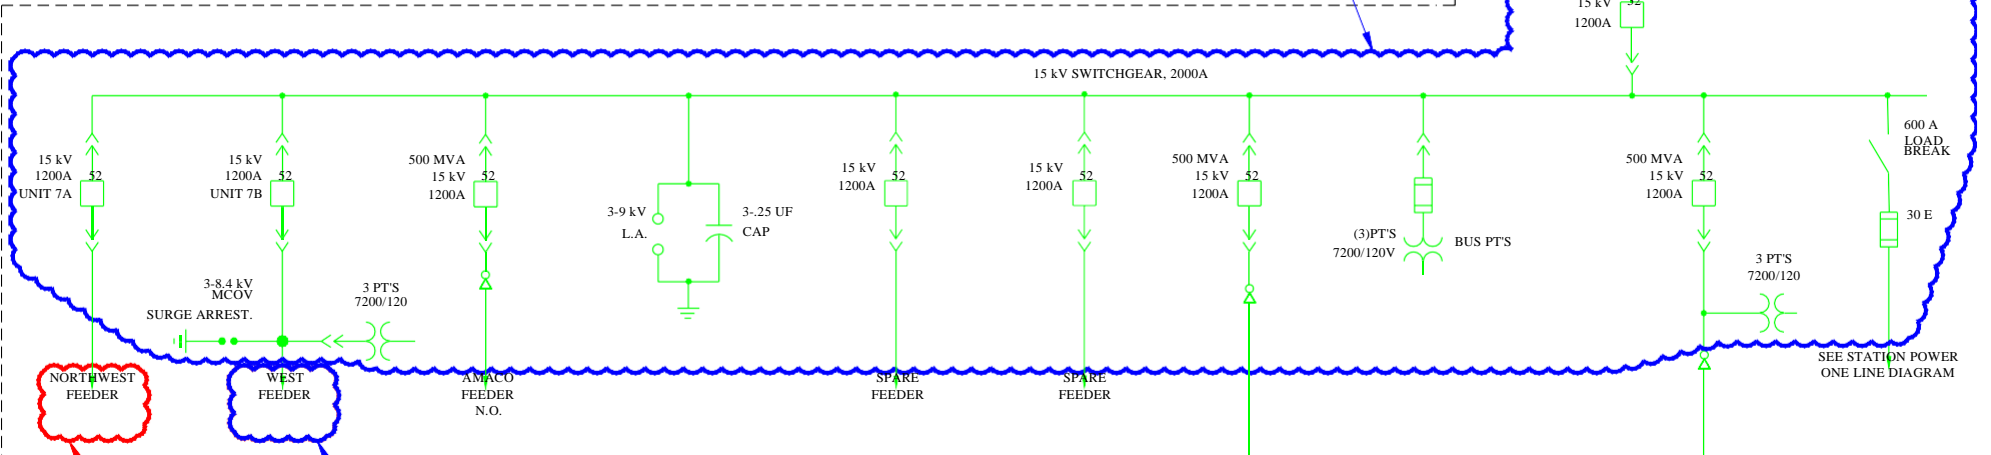 15 kV
52
1200A
15 kV SWITCHGEAR, 2000A
15 kV
1200A
UNIT 7A
52
15 kV
1200A
UNIT 7B
52
500 MVA
15 kV
1200A
52
3-9 kV
L.A.
3-.25 UF
CAP
15 kV
1200A
52
15 kV
1200A
52
500 MVA
15 kV
1200A
52
(3)PT'S
7200/120V
BUS PT'S
500 MVA
15 kV
1200A
52
600 A
LOAD
BREAK
30 E
3 PT'S
7200/120
3-8.4 kV
MCOV
SURGE ARREST.
3 PT'S
7200/120
NORTHWEST
FEEDER
WEST
FEEDER
AMACO
FEEDER
N.O.
SPARE
FEEDER
SPARE
FEEDER
SEE STATION POWER
ONE LINE DIAGRAM